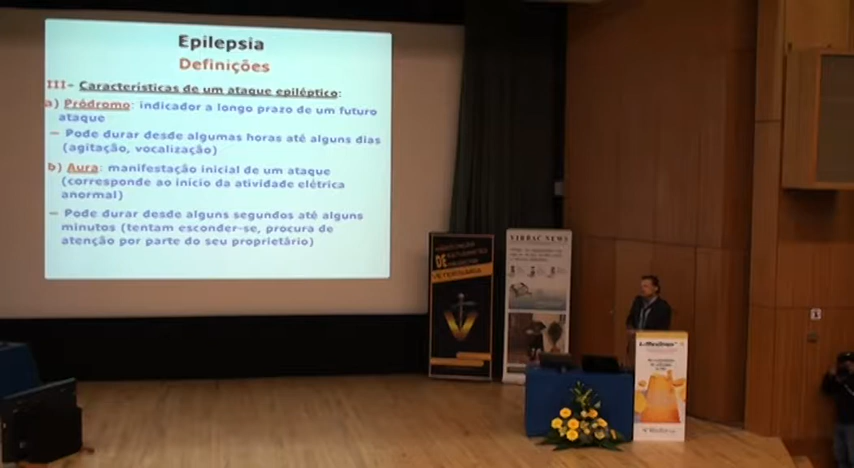 Epilepsia
Definições
III- Características de um ataque epiléptico:
a) Pródromo: indicador a longo prazo de um futuro
ataque
- Pode durar desde algumas horas até alguns dias
(agitação, vocalização)
b) Aura: manifestação inicial de um ataque
(corresponde ao início da atividade elétrica
anormal)
- Pode durar desde alguns segundos até alguns
minutos (tentam esconder-se, procura de
atenção por parte do seu proprietário)
DE
VETERINÁRIA
VIRBAC